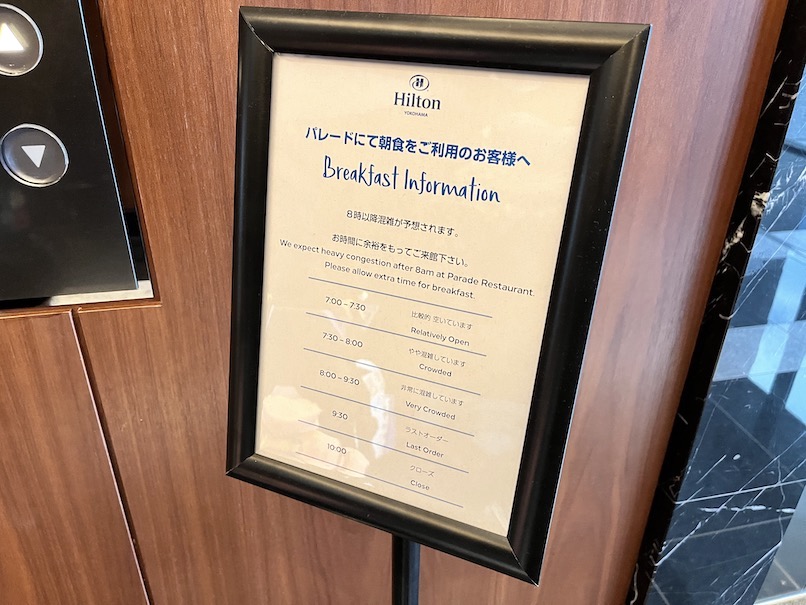 Hilton
YOKOHAMA
パレードにて朝食をご利用のお客様へ
Breakfast Information
8時以降混雑が予想されます。
お時間に余裕をもってご来館下さい。
We expect heavy congestion after 8am at Parade Restaurant.
Please allow extra time for breakfast.
7:00 – 7:30 比較的 空いています
Relatively Open
7:30 – 8:00 やや混雑しています
Crowded
8:00 – 9:30 非常に混雑しています
Very Crowded
9:30 ラストオーダー
Last Order
10:00 クローズ
Close